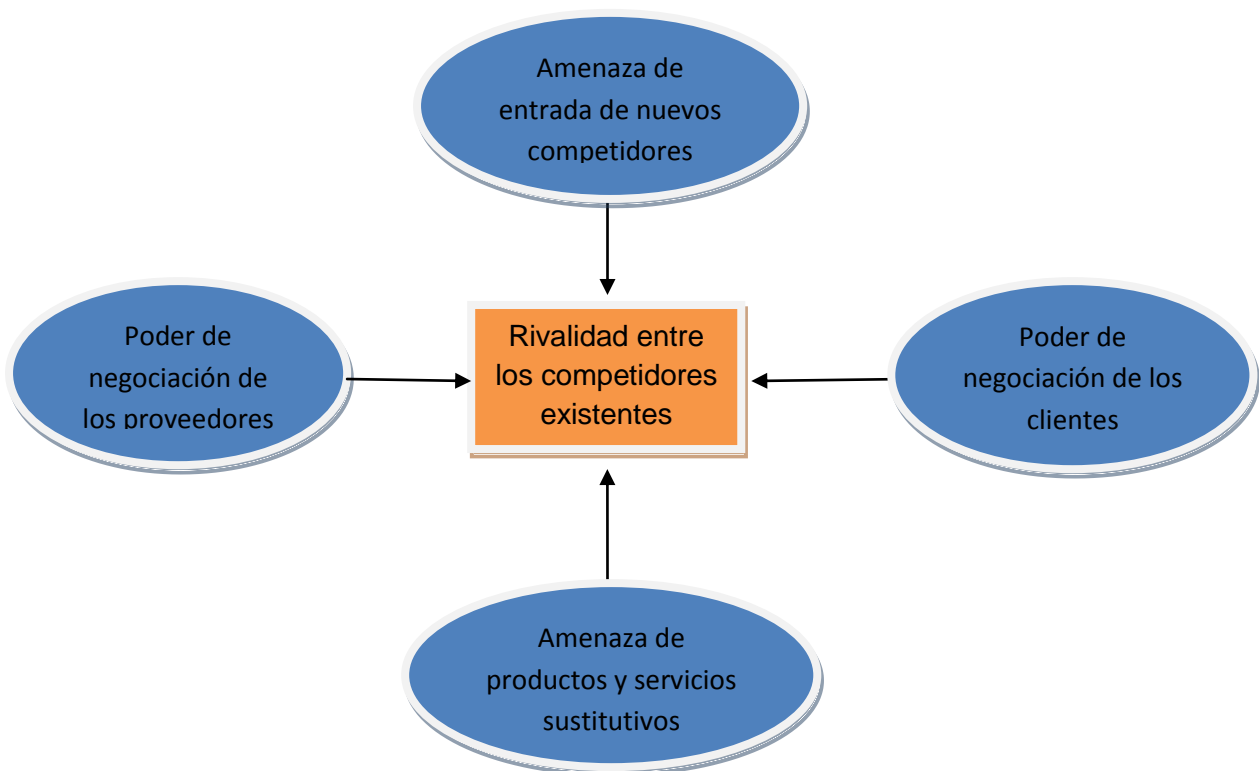 Amenaza de
entrada de nuevos
competidores
Poder de
negociación de
los proveedores
Rivalidad entre
los competidores
existentes
Poder de
negociación de los
clientes
Amenaza de
productos y servicios
sustitutivos